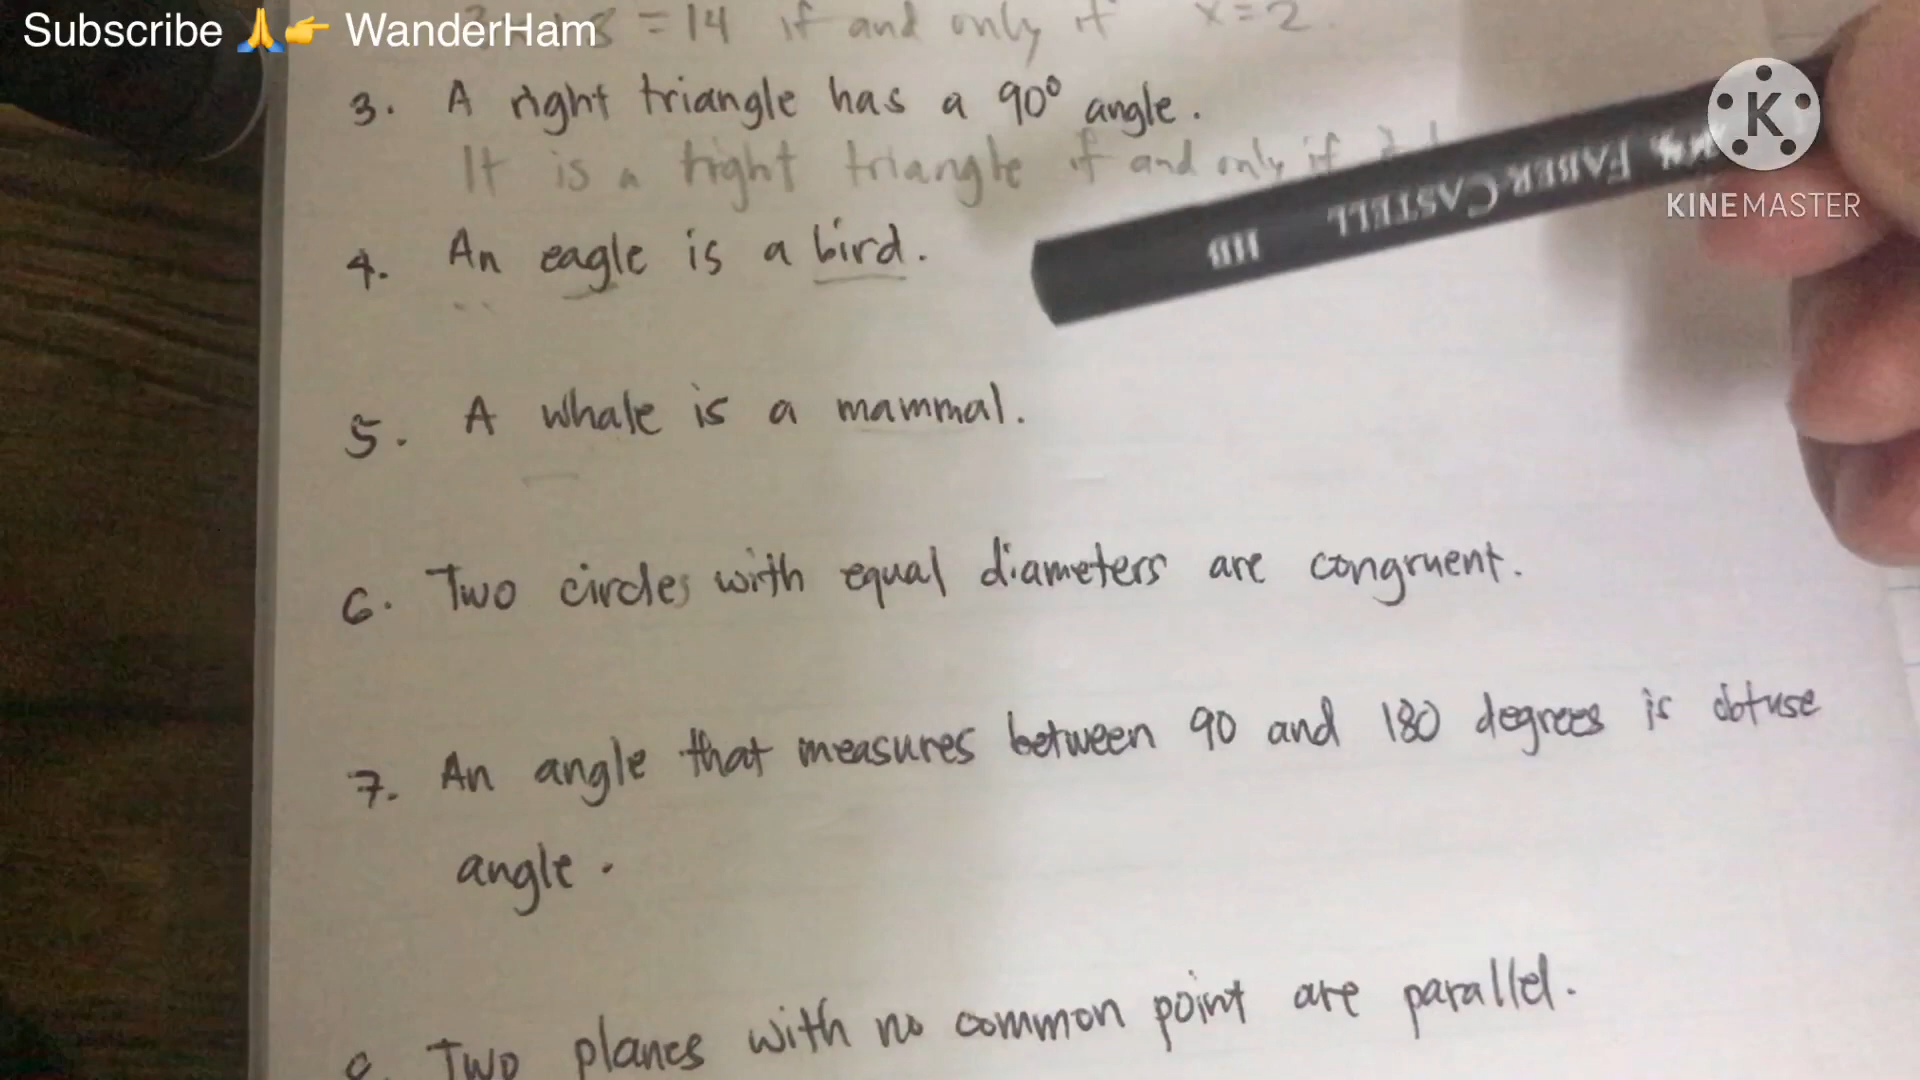 Subscribe 🙏👉 WanderHam
= 14 if and only if x = 2.
3. A right triangle has a 90° angle.
It is a right triangle if and only if
4. An eagle is a bird.
5. A whale is a mammal.
6. Two circles with equal diameters are congruent.
7. An angle that measures between 90 and 180 degrees is obtuse
angle.
Two planes with no common point are parallel.
FABER CASTELL HB
K
KINEMASTER